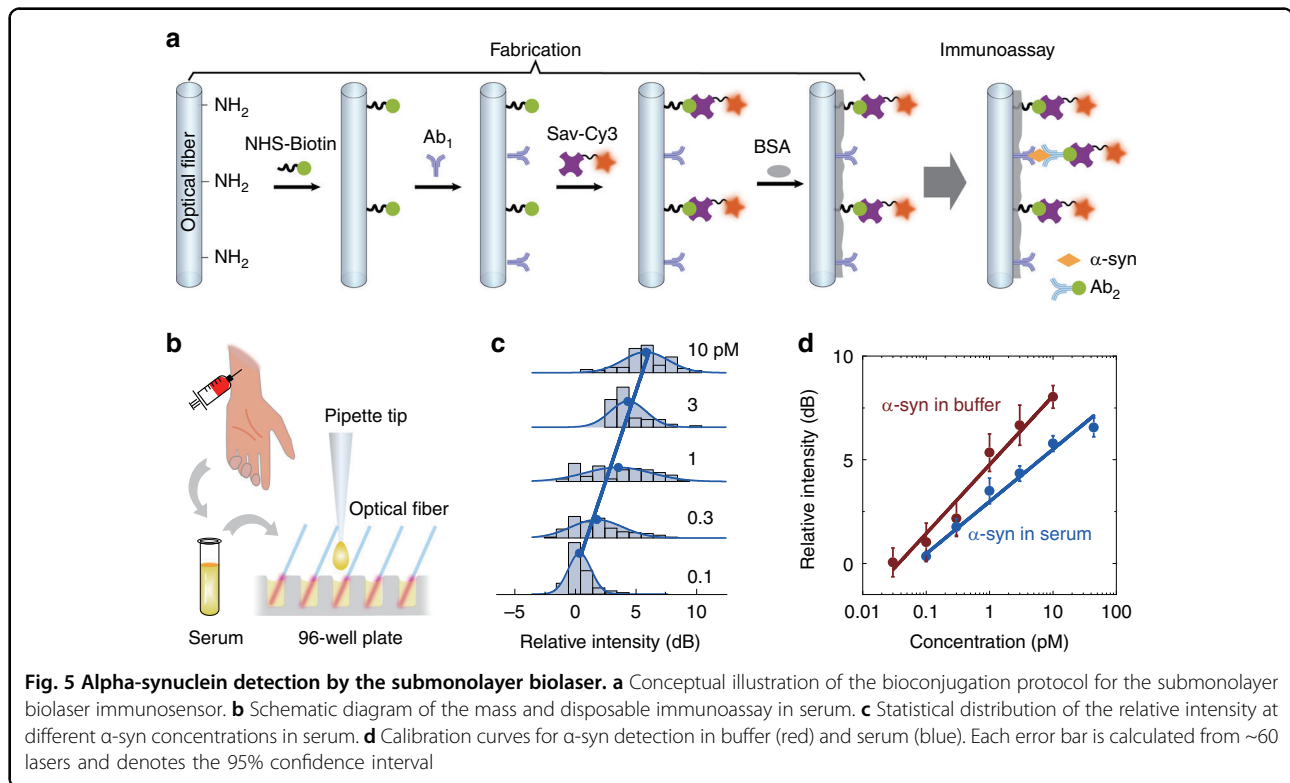 a
Fabrication
Immunoassay
Optical fiber
NH₂
NH₂
NH₂
NHS-Biotin
Ab₁
Sav-Cy3
BSA
α-syn
Ab₂
b
Pipette tip
Optical fiber
Serum
96-well plate
c
10 pM
3
1
0.3
0.1
−5 0 5 10
Relative intensity (dB)
d
Relative intensity (dB)
10
5
0
α-syn in buffer
α-syn in serum
0.01 0.1 1 10 100
Concentration (pM)
Fig. 5 Alpha-synuclein detection by the submonolayer biolaser. a Conceptual illustration of the bioconjugation protocol for the submonolayer
biolaser immunosensor. b Schematic diagram of the mass and disposable immunoassay in serum. c Statistical distribution of the relative intensity at
different α-syn concentrations in serum. d Calibration curves for α-syn detection in buffer (red) and serum (blue). Each error bar is calculated from ~60
lasers and denotes the 95% confidence interval